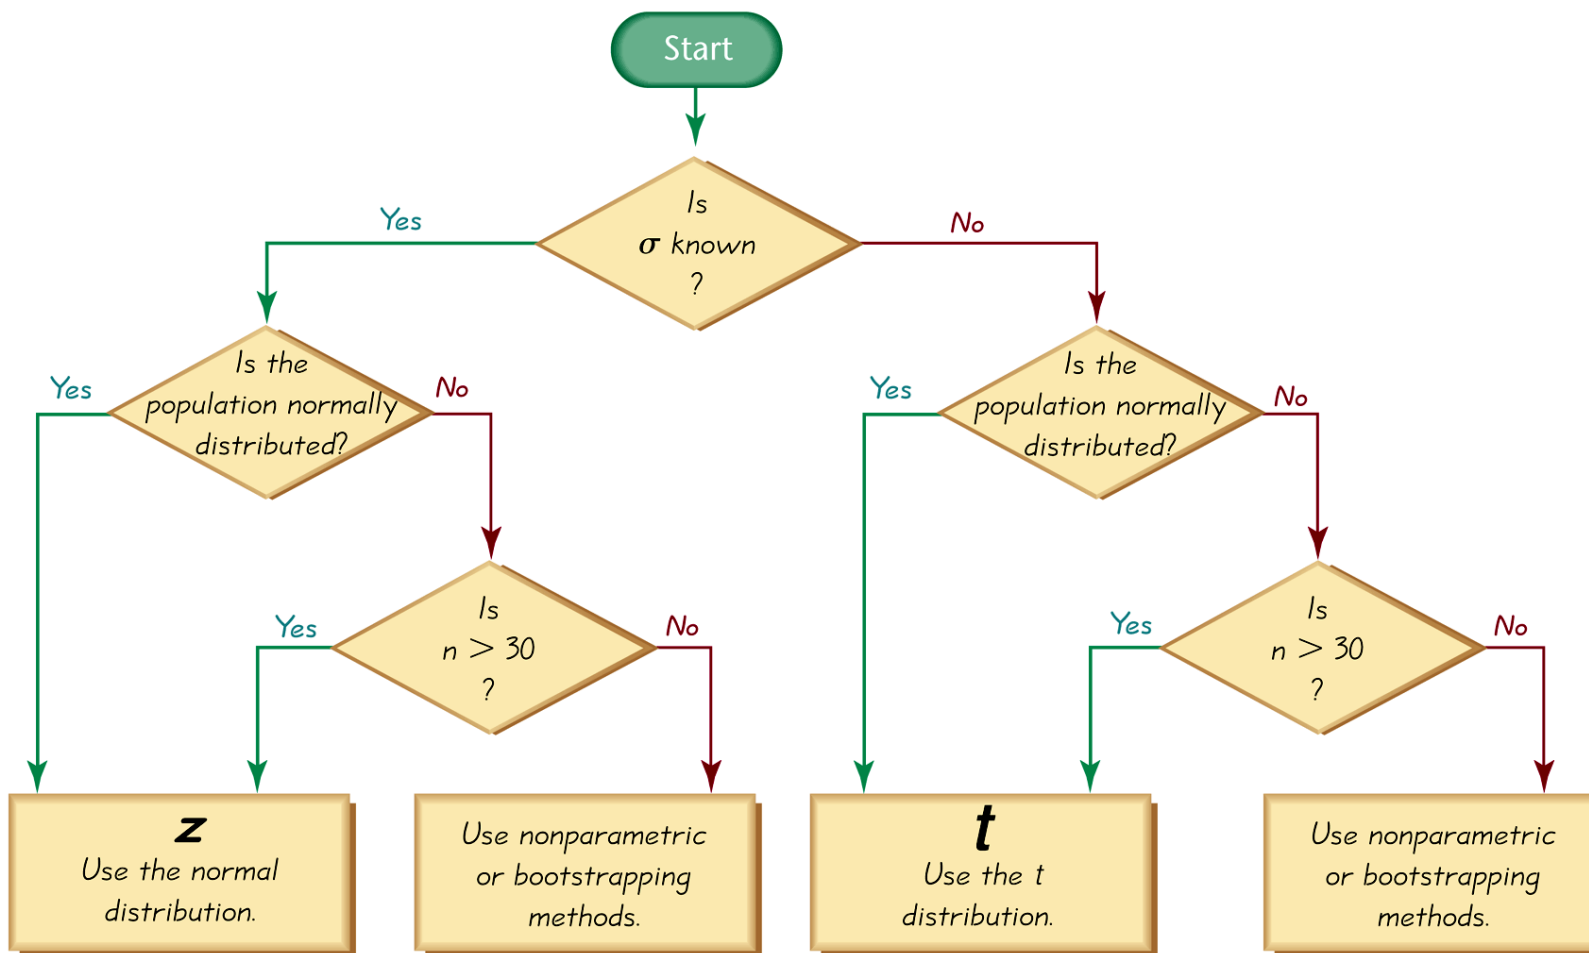 Start
Is
σ known
?
Yes
No
Is the
population normally
distributed?
Yes
No
Is the
population normally
distributed?
Yes
No
Is
n > 30
?
Yes
No
Is
n > 30
?
Yes
No
z
Use the normal
distribution.
Use nonparametric
or bootstrapping
methods.
t
Use the t
distribution.
Use nonparametric
or bootstrapping
methods.